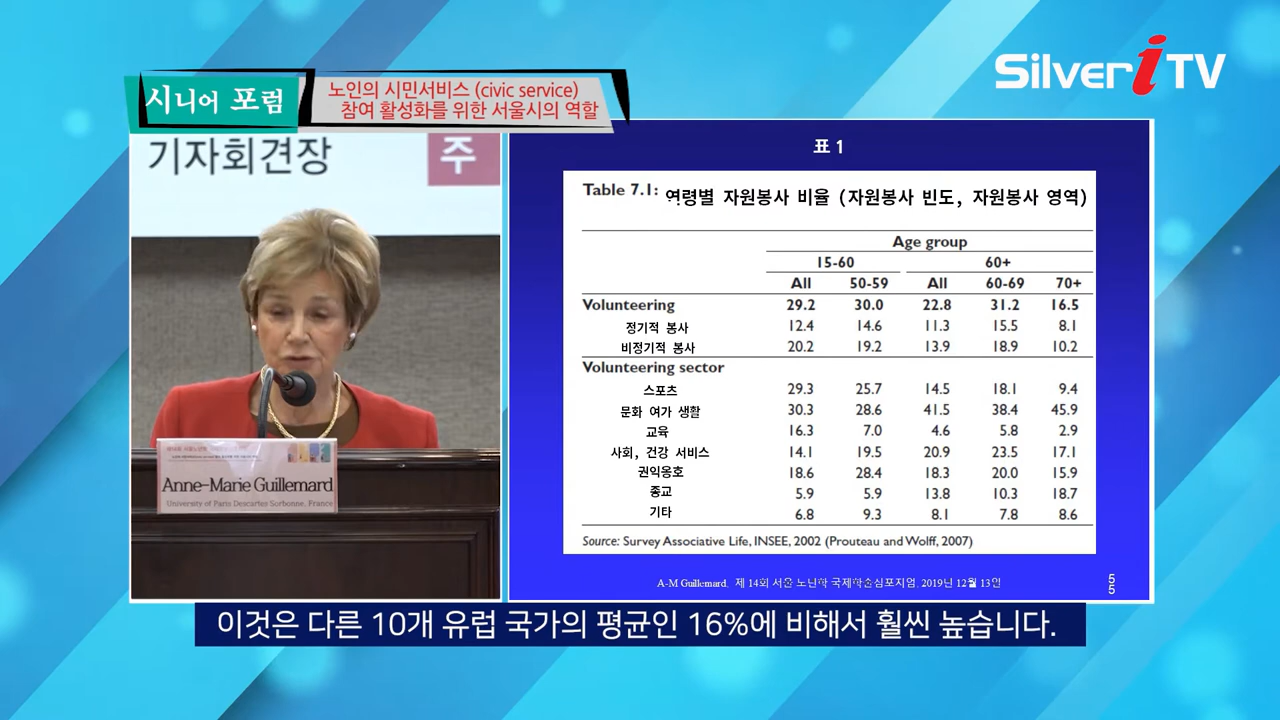 Silver i TV
시니어 포럼
노인의 시민서비스 (civic service)
참여 활성화를 위한 서울시의 역할
기자회견장
주
Anne-Marie Guillemard
University of Paris Descartes Sorbonne, France
표 1
Table 7.1: 연령별 자원봉사 비율 (자원봉사 빈도, 자원봉사 영역)
Age group
15-60 60+
All 50-59 All 60-69 70+
Volunteering 29.2 30.0 22.8 31.2 16.5
정기적 봉사 12.4 14.6 11.3 15.5 8.1
비정기적 봉사 20.2 19.2 13.9 18.9 10.2
Volunteering sector
스포츠 29.3 25.7 14.5 18.1 9.4
문화 여가 생활 30.3 28.6 41.5 38.4 45.9
교육 16.3 7.0 4.6 5.8 2.9
사회, 건강 서비스 14.1 19.5 20.9 23.5 17.1
권익옹호 18.6 28.4 18.3 20.0 15.9
종교 5.9 5.9 13.8 10.3 18.7
기타 6.8 9.3 8.1 7.8 8.6
Source: Survey Associative Life, INSEE, 2002 (Prouteau and Wolff, 2007)
A-M Guillemard, 제 14회 서울 노년학 국제학술심포지엄, 2019년 12월 13일
5
5
이것은 다른 10개 유럽 국가의 평균인 16%에 비해서 훨씬 높습니다.